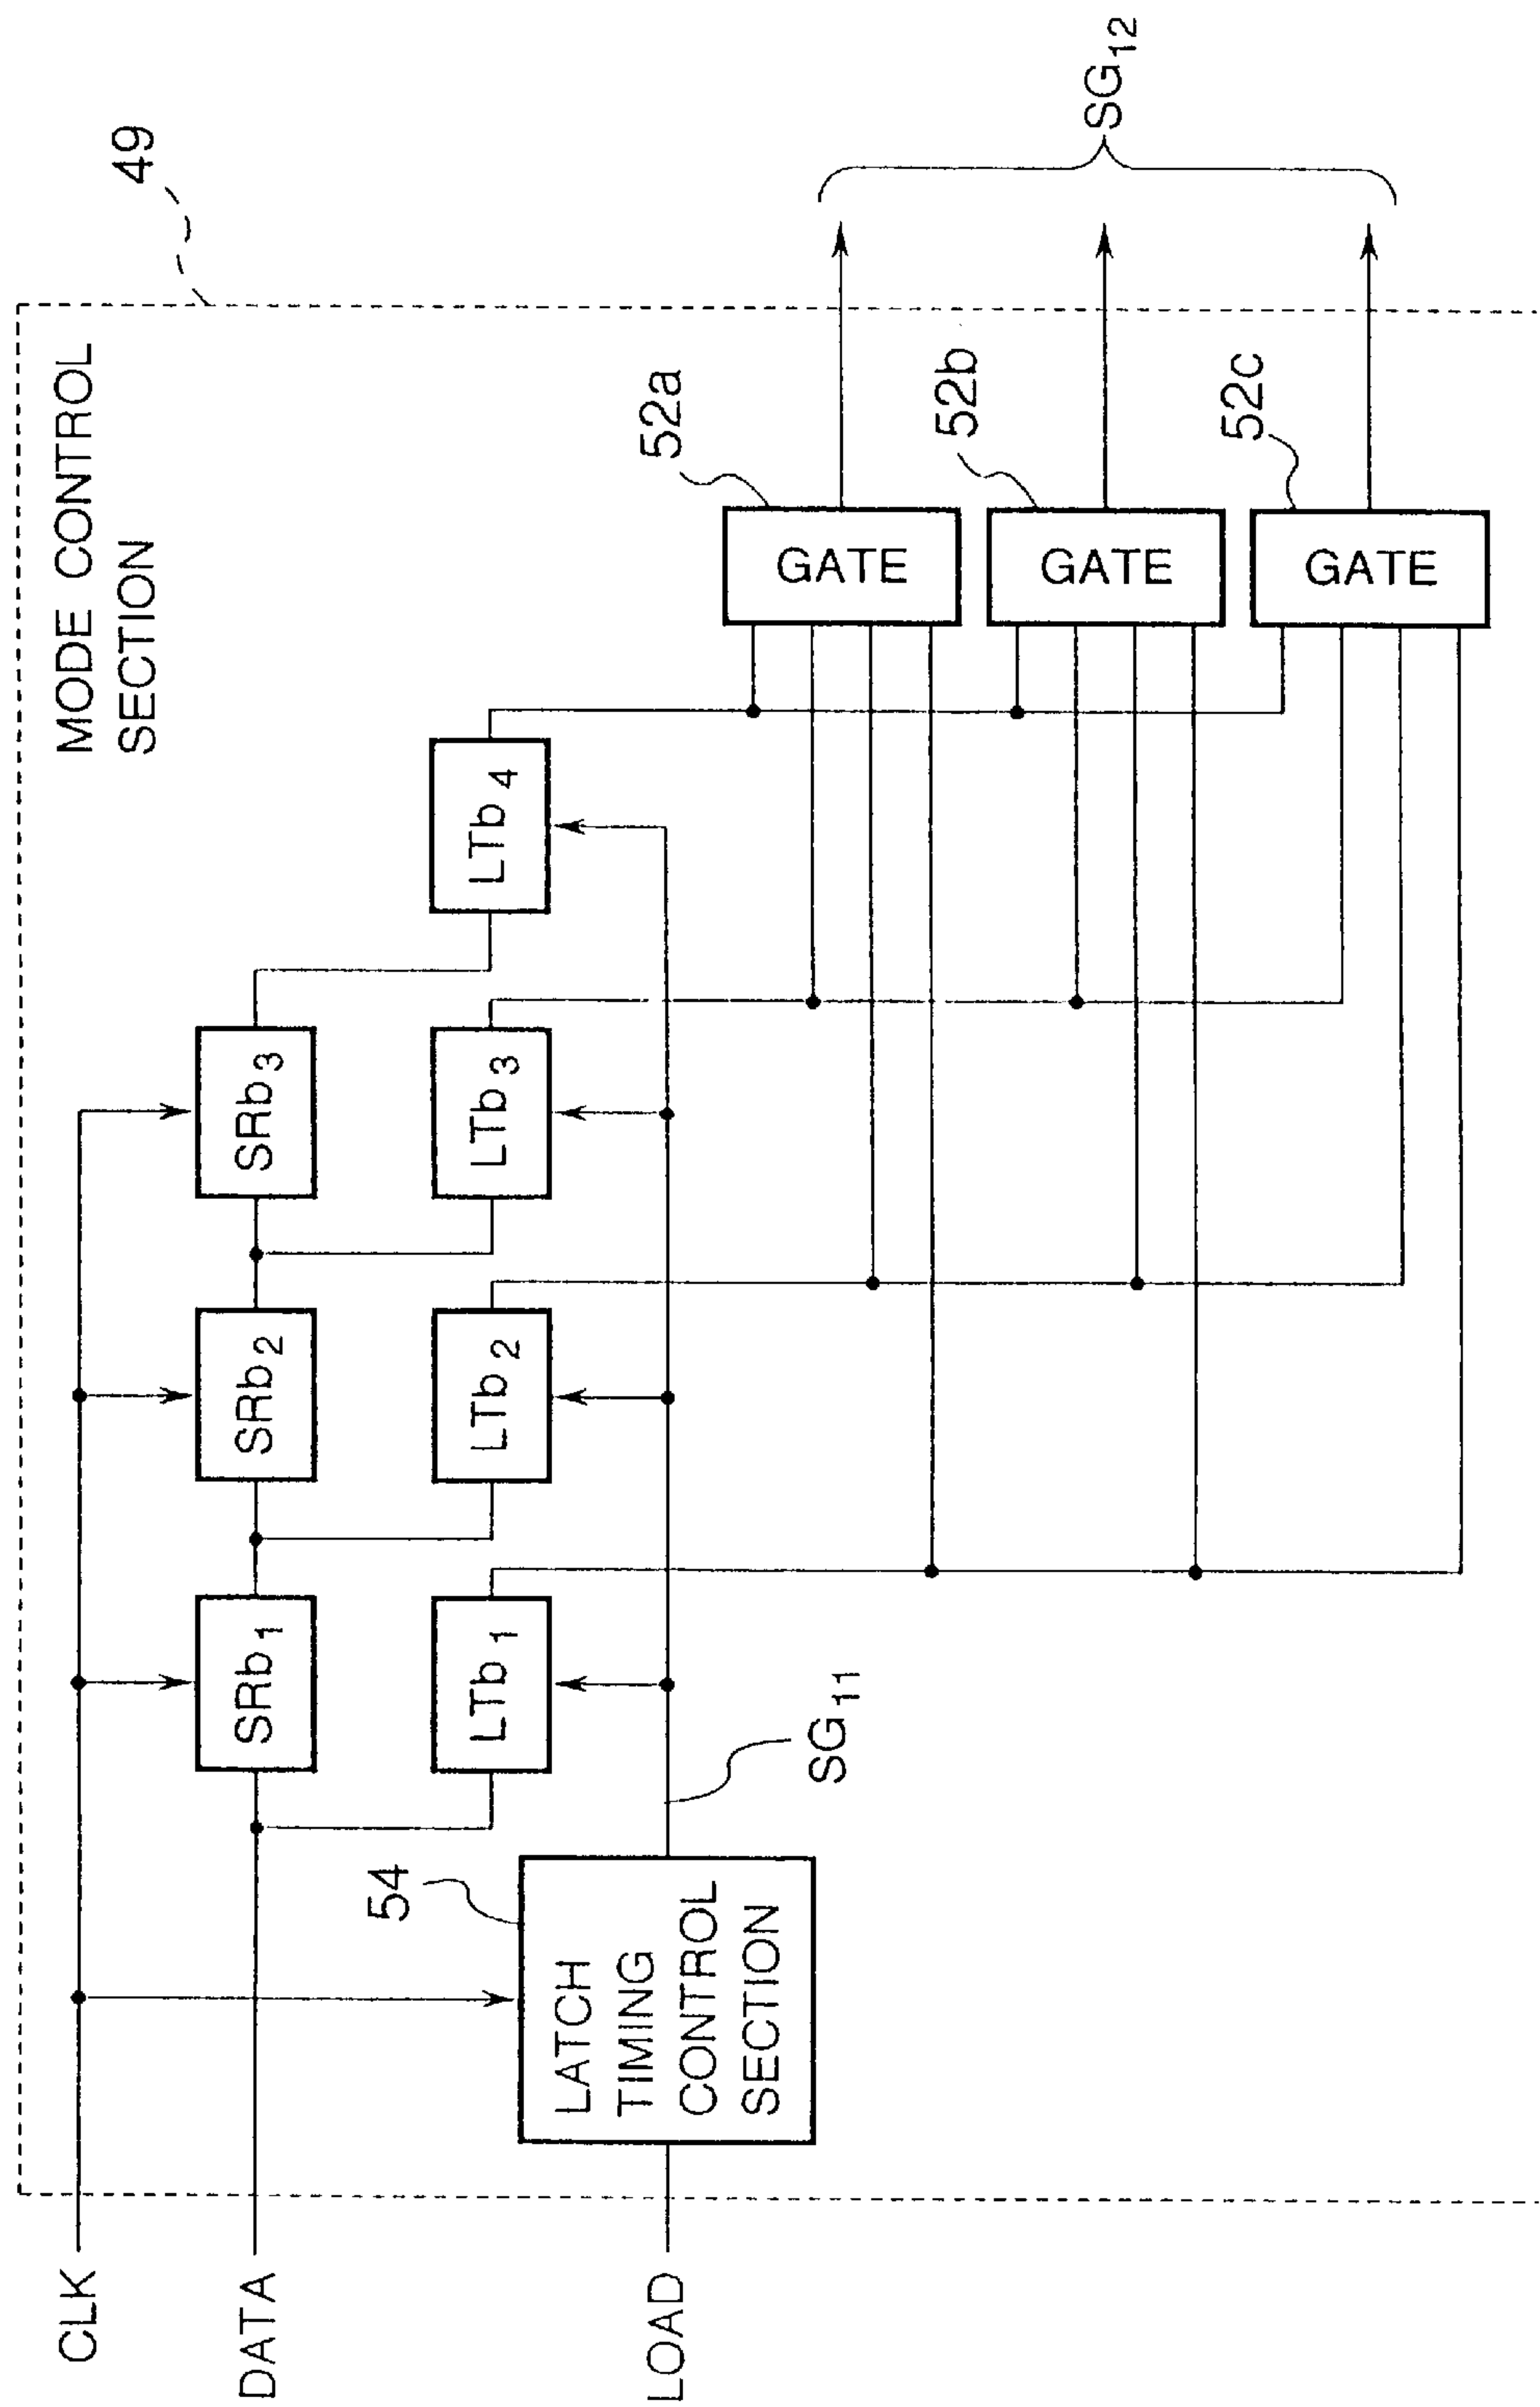 49
MODE CONTROL
SECTION
CLK
DATA
LOAD
SRb1
SRb2
SRb3
LTb1
LTb2
LTb3
LTb4
54
LATCH
TIMING
CONTROL
SECTION
SG11
52a
GATE
52b
GATE
52c
GATE
SG12